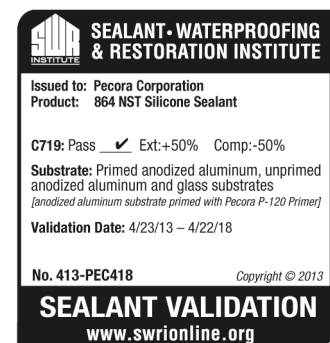 SWR
INSTITUTE
SEALANT • WATERPROOFING
& RESTORATION INSTITUTE
Issued to: Pecora Corporation
Product: 864 NST Silicone Sealant
C719: Pass ✔ Ext:+50% Comp:-50%
Substrate: Primed anodized aluminum, unprimed
anodized aluminum and glass substrates
[anodized aluminum substrate primed with Pecora P-120 Primer]
Validation Date: 4/23/13 – 4/22/18
No. 413-PEC418 Copyright © 2013
SEALANT VALIDATION
www.swrionline.org